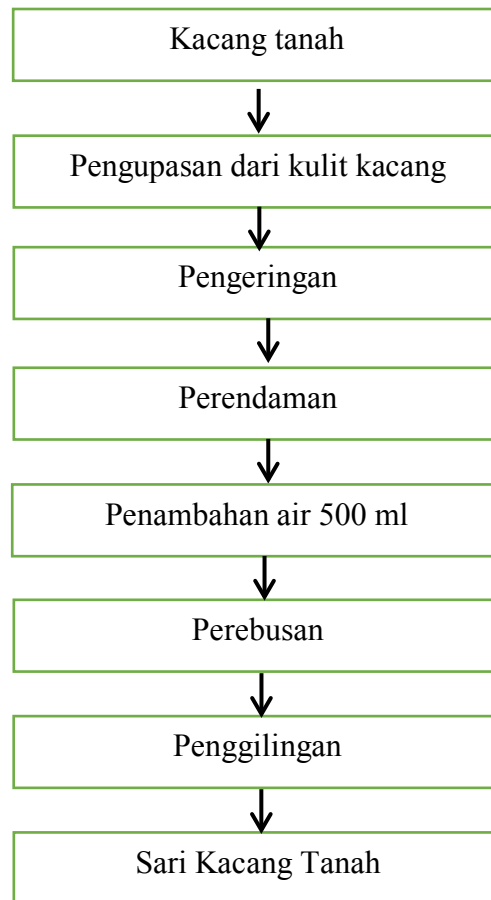 Kacang tanah
Pengupasan dari kulit kacang
Pengeringan
Perendaman
Penambahan air 500 ml
Perebusan
Penggilingan
Sari Kacang Tanah